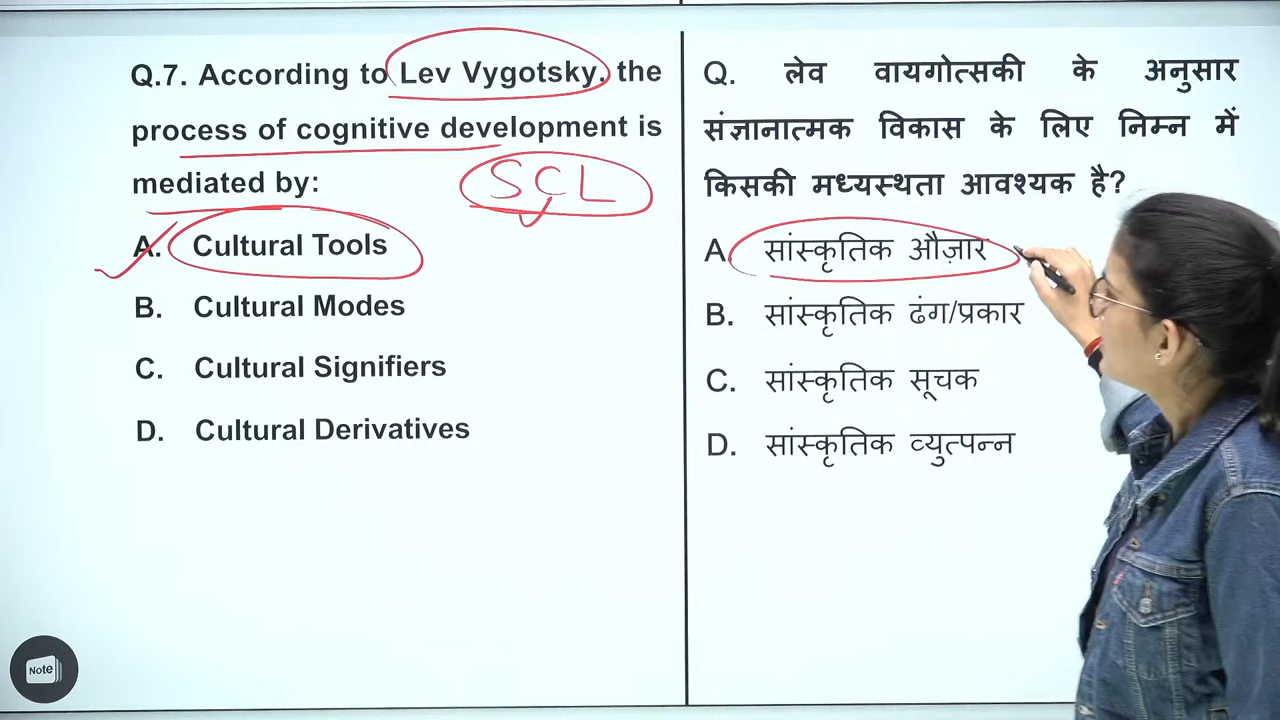 Q.7. According to Lev Vygotsky, the
process of cognitive development is
mediated by:
SCL
A. Cultural Tools
B. Cultural Modes
C. Cultural Signifiers
D. Cultural Derivatives
Q. लेव वायगोत्सकी के अनुसार
संज्ञानात्मक विकास के लिए निम्न में
किसकी मध्यस्थता आवश्यक है?
A. सांस्कृतिक औज़ार
B. सांस्कृतिक ढंग/प्रकार
C. सांस्कृतिक सूचक
D. सांस्कृतिक व्युत्पन्न
Note